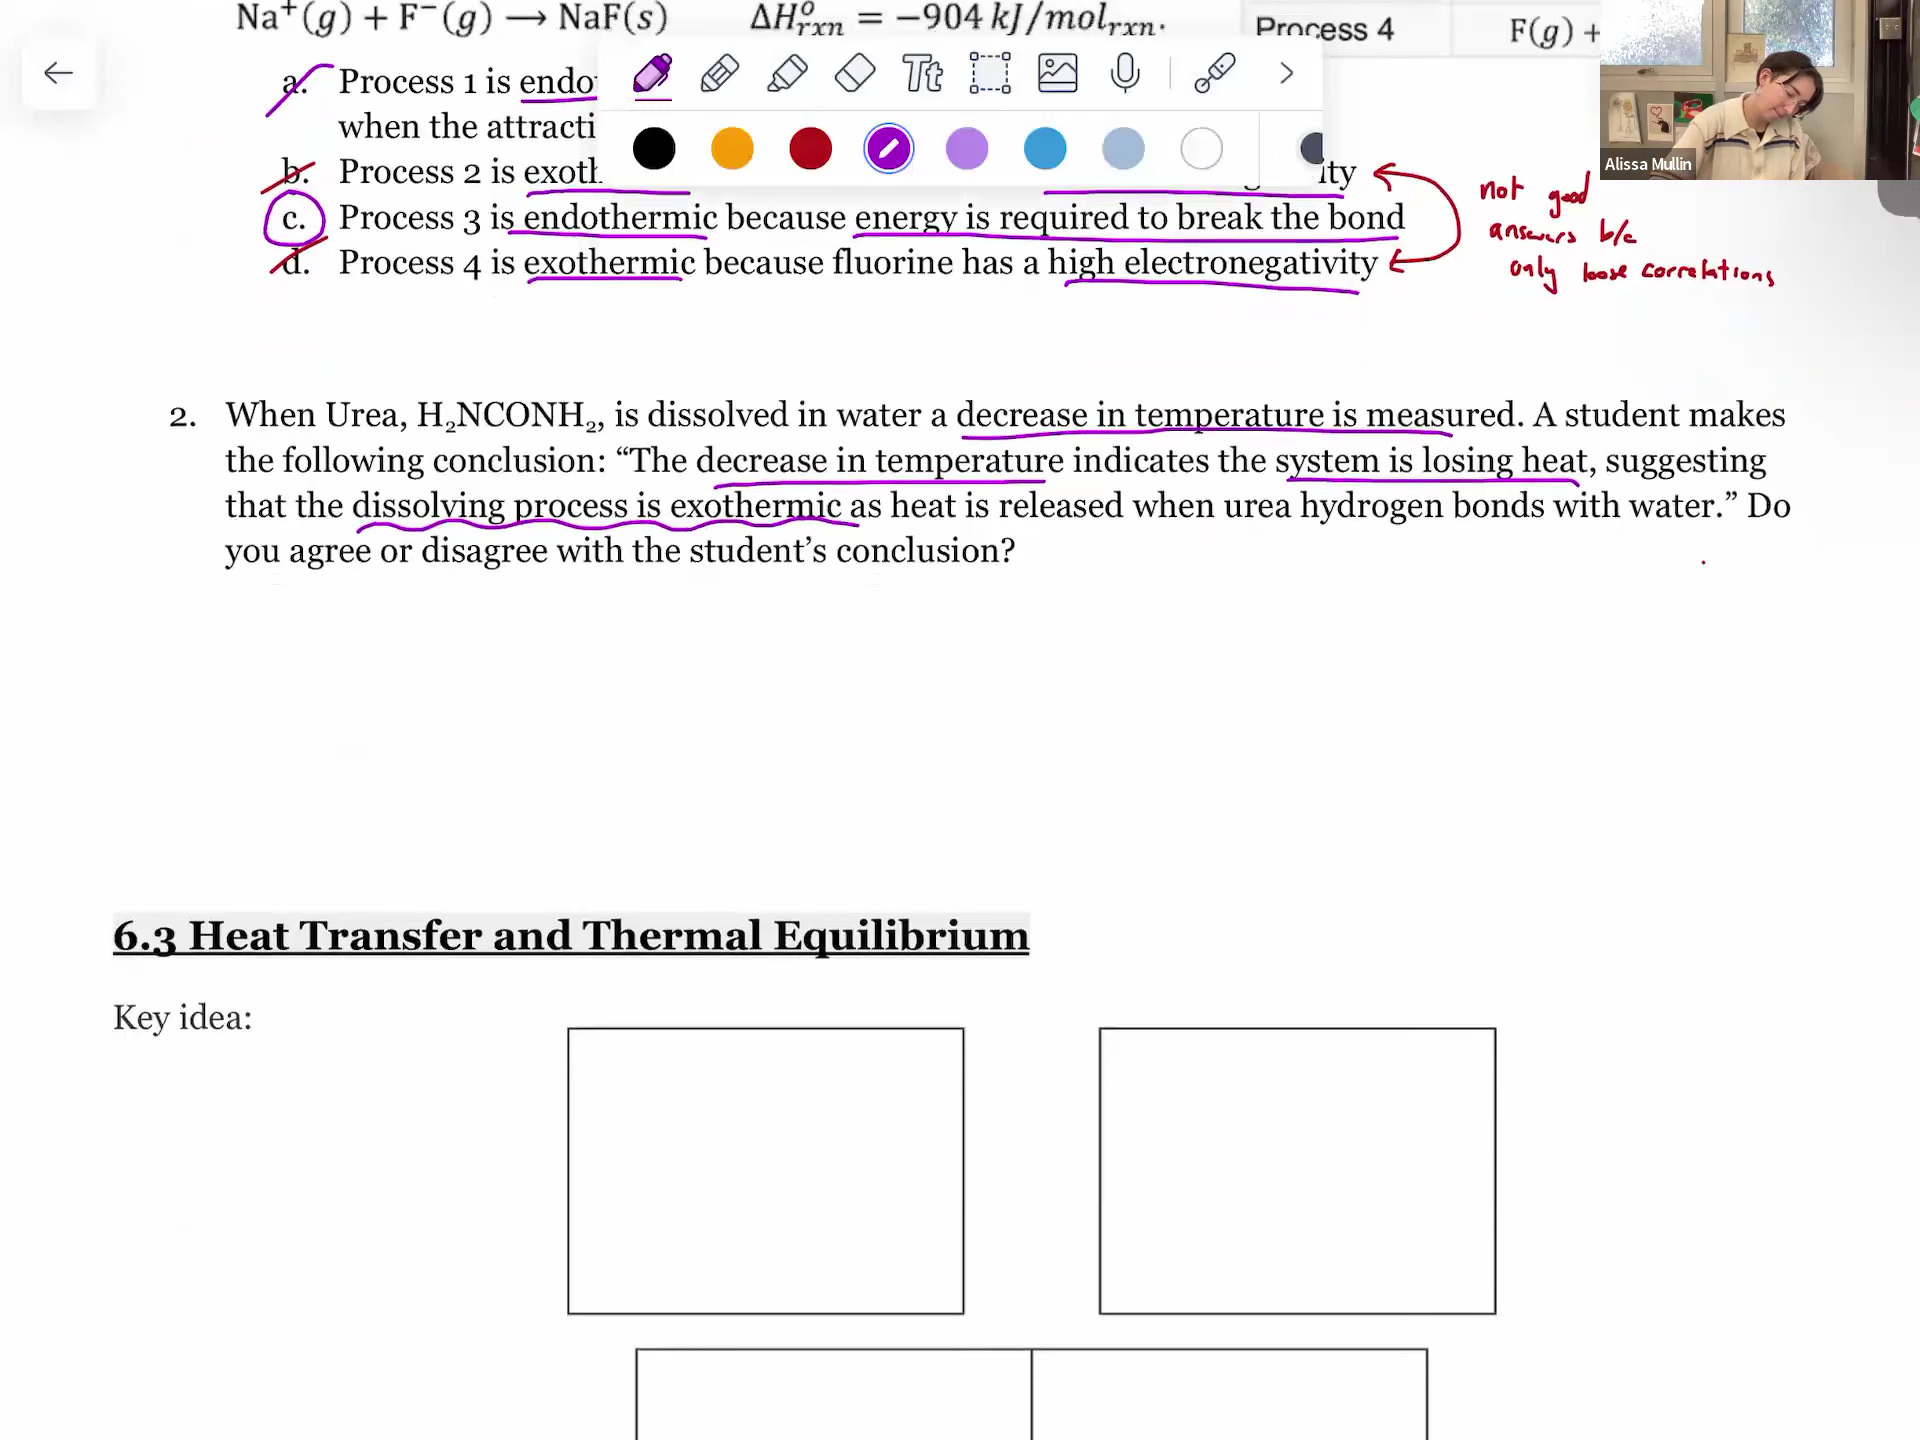 Na⁺(g) + F⁻(g) ⟶ NaF(s) ΔH°rxn = −904 kJ/molrxn.
Process 4 F(g) +
a. Process 1 is endo
when the attracti
b. Process 2 is exoth ity
c. Process 3 is endothermic because energy is required to break the bond
d. Process 4 is exothermic because fluorine has a high electronegativity
not good
answers b/c
only loose correlations
Tt
Alissa Mullin
2. When Urea, H₂NCONH₂, is dissolved in water a decrease in temperature is measured. A student makes
the following conclusion: “The decrease in temperature indicates the system is losing heat, suggesting
that the dissolving process is exothermic as heat is released when urea hydrogen bonds with water.” Do
you agree or disagree with the student’s conclusion?
6.3 Heat Transfer and Thermal Equilibrium
Key idea: